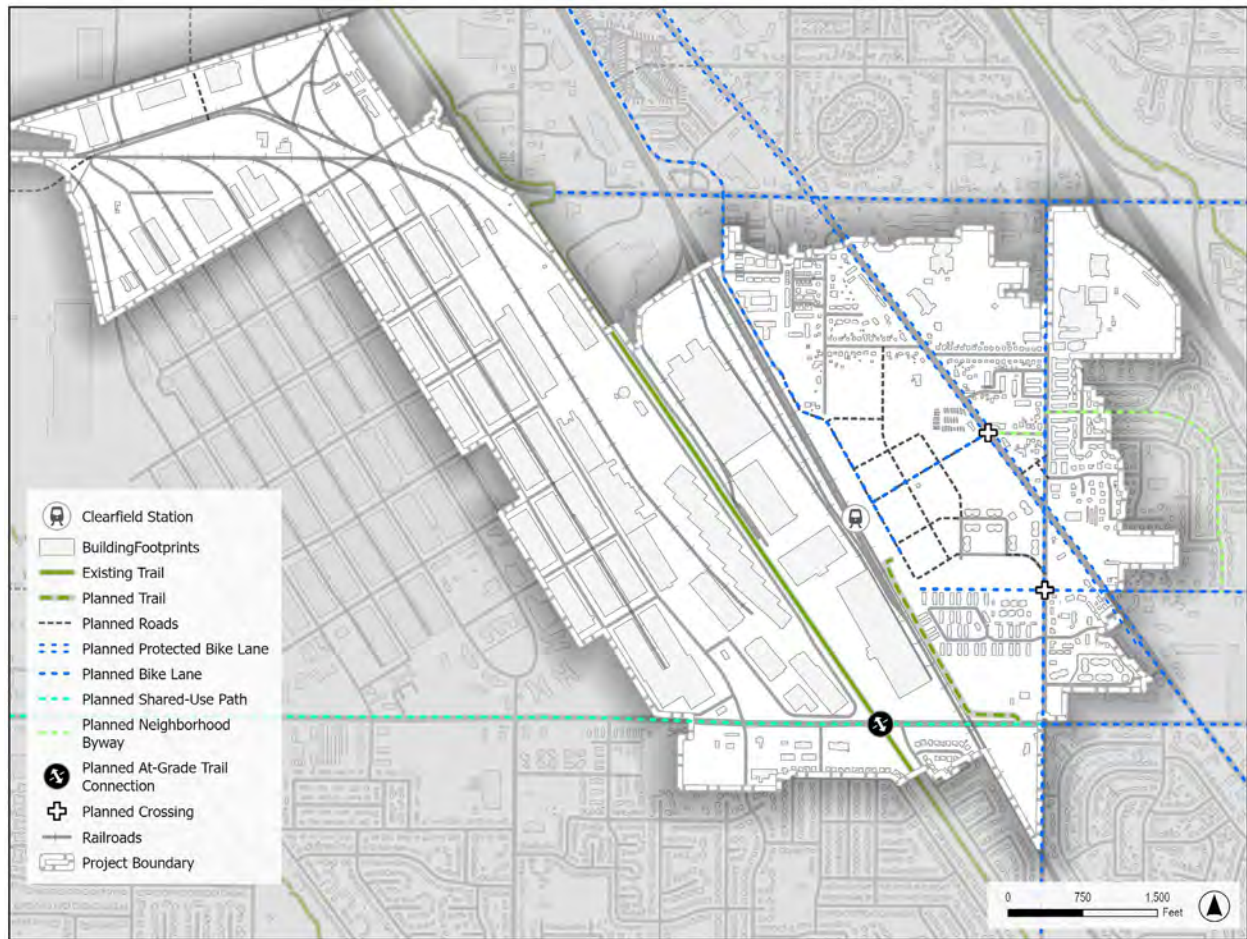 Clearfield Station
BuildingFootprints
Existing Trail
Planned Trail
Planned Roads
Planned Protected Bike Lane
Planned Bike Lane
Planned Shared-Use Path
Planned Neighborhood
Byway
Planned At-Grade Trail
Connection
Planned Crossing
Railroads
Project Boundary
0 750 1,500
Feet